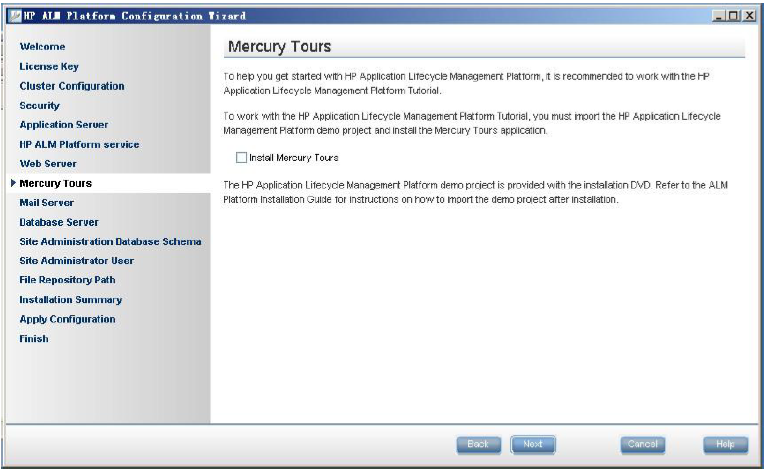 HP ALM Platform Configuration Wizard
Welcome
License Key
Cluster Configuration
Security
Application Server
HP ALM Platform service
Web Server
Mercury Tours
Mail Server
Database Server
Site Administration Database Schema
Site Administrator User
File Repository Path
Installation Summary
Apply Configuration
Finish
Mercury Tours
To help you get started with HP Application Lifecycle Management Platform, it is recommended to work with the HP
Application Lifecycle Management Platform Tutorial.
To work with the HP Application Lifecycle Management Platform Tutorial, you must import the HP Application Lifecycle
Management Platform demo project and install the Mercury Tours application.
Install Mercury Tours
The HP Application Lifecycle Management Platform demo project is provided with the installation DVD. Refer to the ALM
Platform Installation Guide for instructions on how to import the demo project after installation.
Back
Next
Cancel
Help